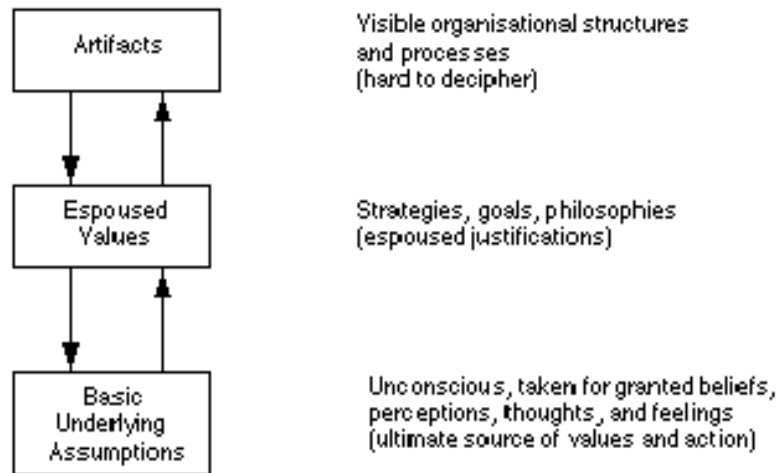 Artifacts
Visible organisational structures
and processes
(hard to decipher)
Espoused
Values
Strategies, goals, philosophies
(espoused justifications)
Basic
Underlying
Assumptions
Unconscious, taken for granted beliefs,
perceptions, thoughts, and feelings
(ultimate source of values and action)